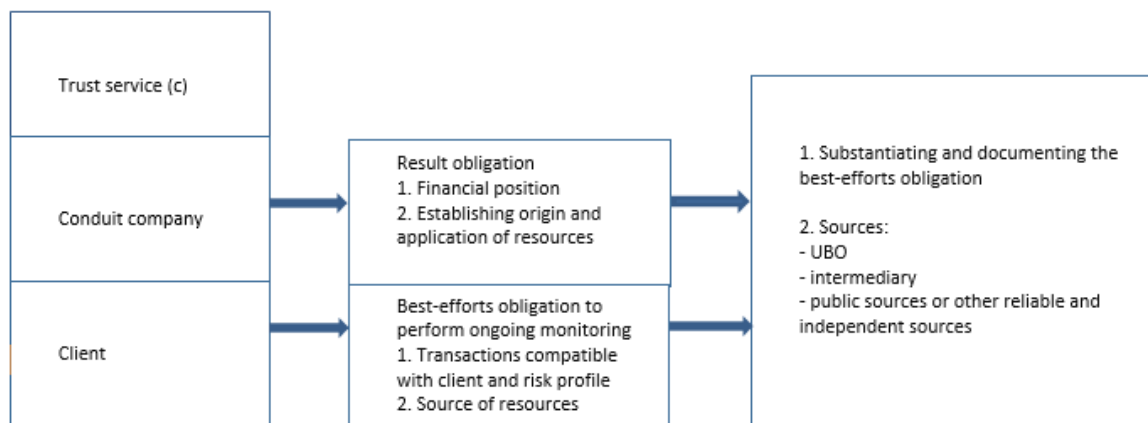 Trust service (c)
Conduit company
Client
Result obligation
1. Financial position
2. Establishing origin and
application of resources
Best-efforts obligation to
perform ongoing monitoring
1. Transactions compatible
with client and risk profile
2. Source of resources
1. Substantiating and documenting the
best-efforts obligation
2. Sources:
- UBO
- intermediary
- public sources or other reliable and
independent sources